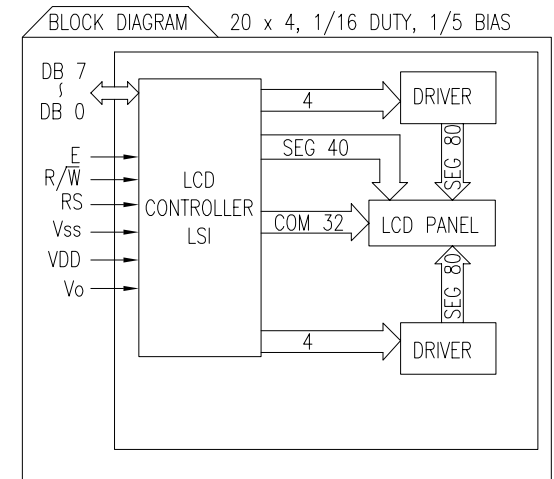 BLOCK DIAGRAM 20 x 4, 1/16 DUTY, 1/5 BIAS
DB 7
~
DB 0
E
R/W̅
RS
Vss
VDD
Vo
LCD
CONTROLLER
LSI
4
SEG 40
COM 32
4
DRIVER
SEG 80
LCD PANEL
SEG 80
DRIVER